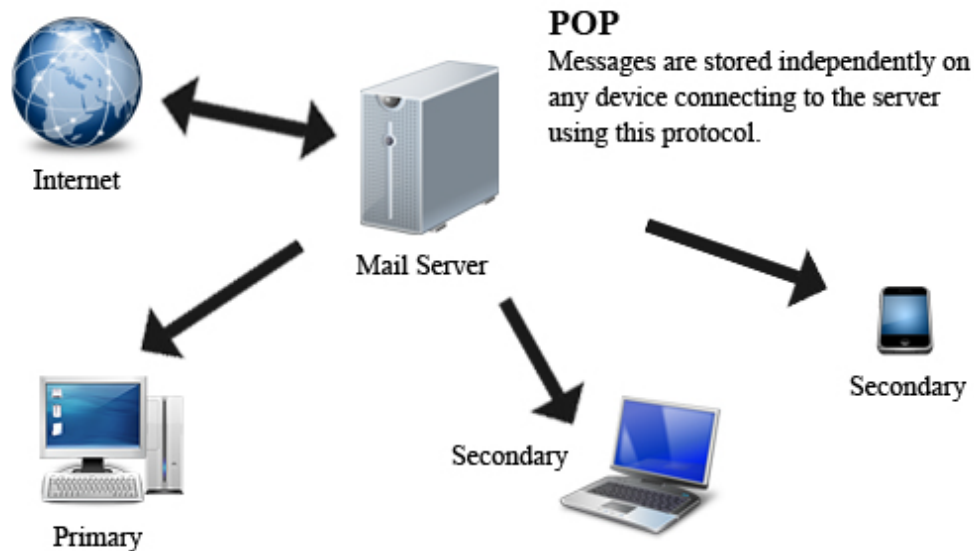 POP
Messages are stored independently on
any device connecting to the server
using this protocol.
Internet
Mail Server
Secondary
Secondary
Primary